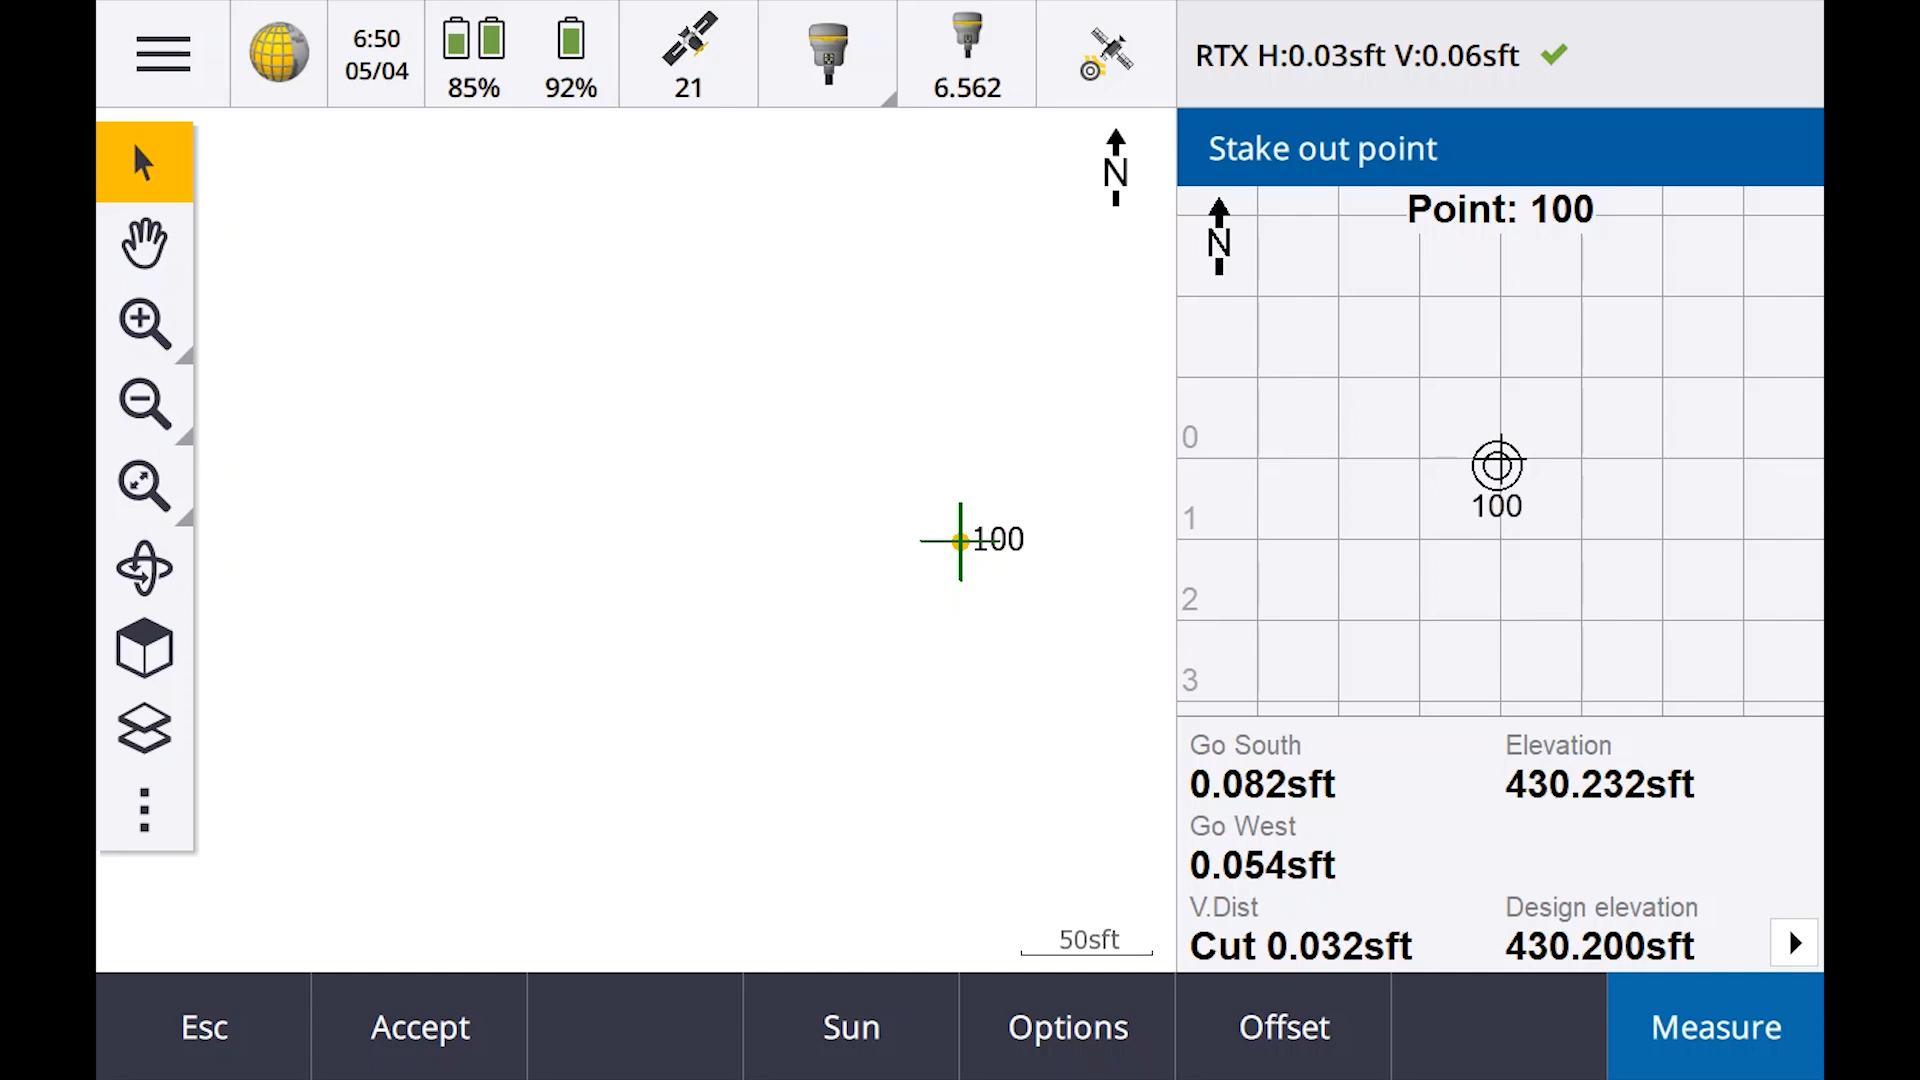 6:50
05/04
85%
92%
21
6.562
RTX H:0.03sft V:0.06sft
Stake out point
N
N
Point: 100
0
1
2
3
100
100
50sft
Go South
0.082sft
Elevation
430.232sft
Go West
0.054sft
V.Dist
Cut 0.032sft
Design elevation
430.200sft
Esc
Accept
Sun
Options
Offset
Measure